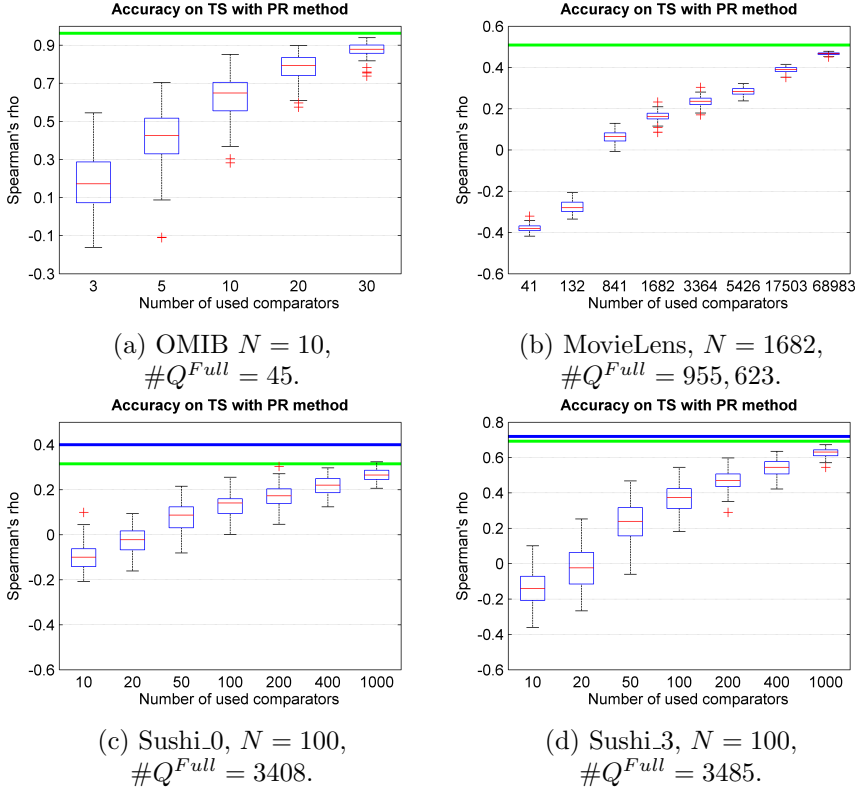 Accuracy on TS with PR method
Spearman's rho
0.9
0.7
0.5
0.3
0.1
-0.1
-0.3
3 5 10 20 30
Number of used comparators
(a) OMIB N = 10,
#Q^{Full} = 45.
Accuracy on TS with PR method
Spearman's rho
0.6
0.4
0.2
0
-0.2
-0.4
-0.6
41 132 841 1682 3364 5426 17503 68983
Number of used comparators
(b) MovieLens, N = 1682,
#Q^{Full} = 955,623.
Accuracy on TS with PR method
Spearman's rho
0.4
0.2
0
-0.2
-0.4
-0.6
10 20 50 100 200 400 1000
Number of used comparators
(c) Sushi_0, N = 100,
#Q^{Full} = 3408.
Accuracy on TS with PR method
Spearman's rho
0.8
0.6
0.4
0.2
0
-0.2
-0.4
-0.6
10 20 50 100 200 400 1000
Number of used comparators
(d) Sushi_3, N = 100,
#Q^{Full} = 3485.